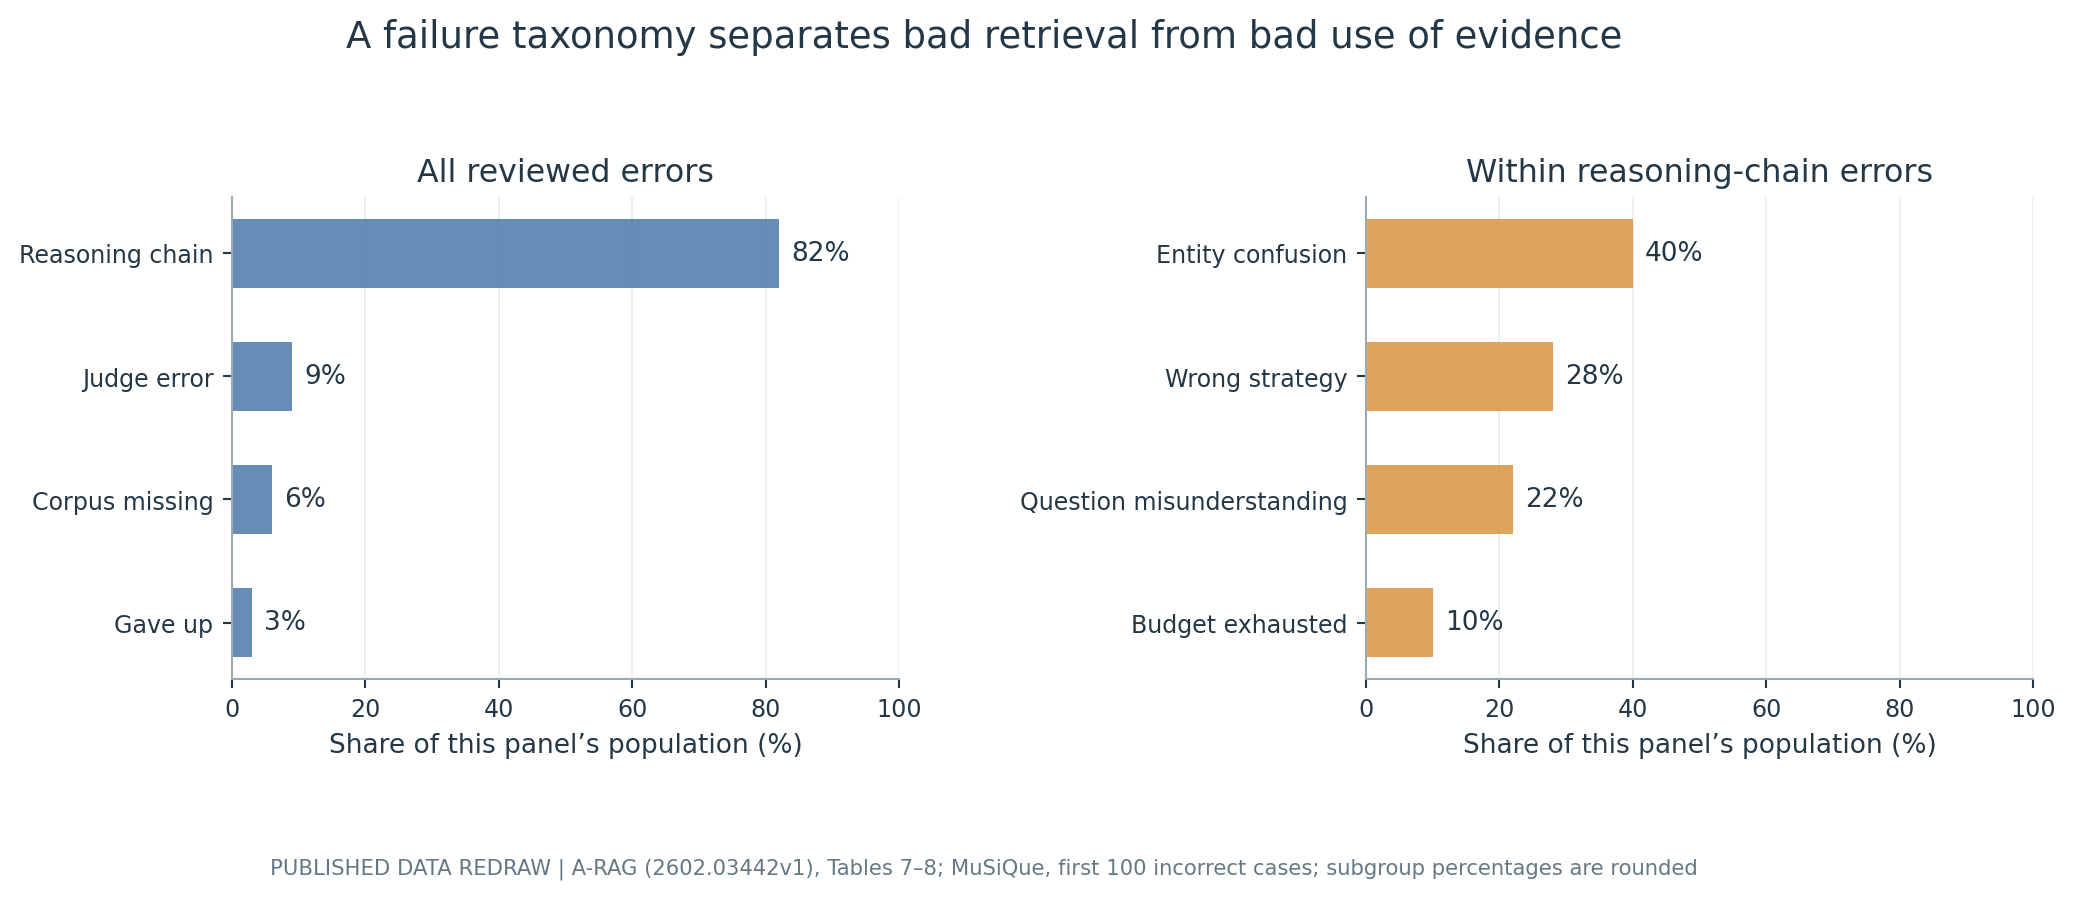 A failure taxonomy separates bad retrieval from bad use of evidence
All reviewed errors
Reasoning chain
82%
Judge error
9%
Corpus missing
6%
Gave up
3%
0 20 40 60 80 100
Share of this panel’s population (%)
Within reasoning-chain errors
Entity confusion
40%
Wrong strategy
28%
Question misunderstanding
22%
Budget exhausted
10%
0 20 40 60 80 100
Share of this panel’s population (%)
PUBLISHED DATA REDRAW | A-RAG (2602.03442v1), Tables 7–8; MuSiQue, first 100 incorrect cases; subgroup percentages are rounded